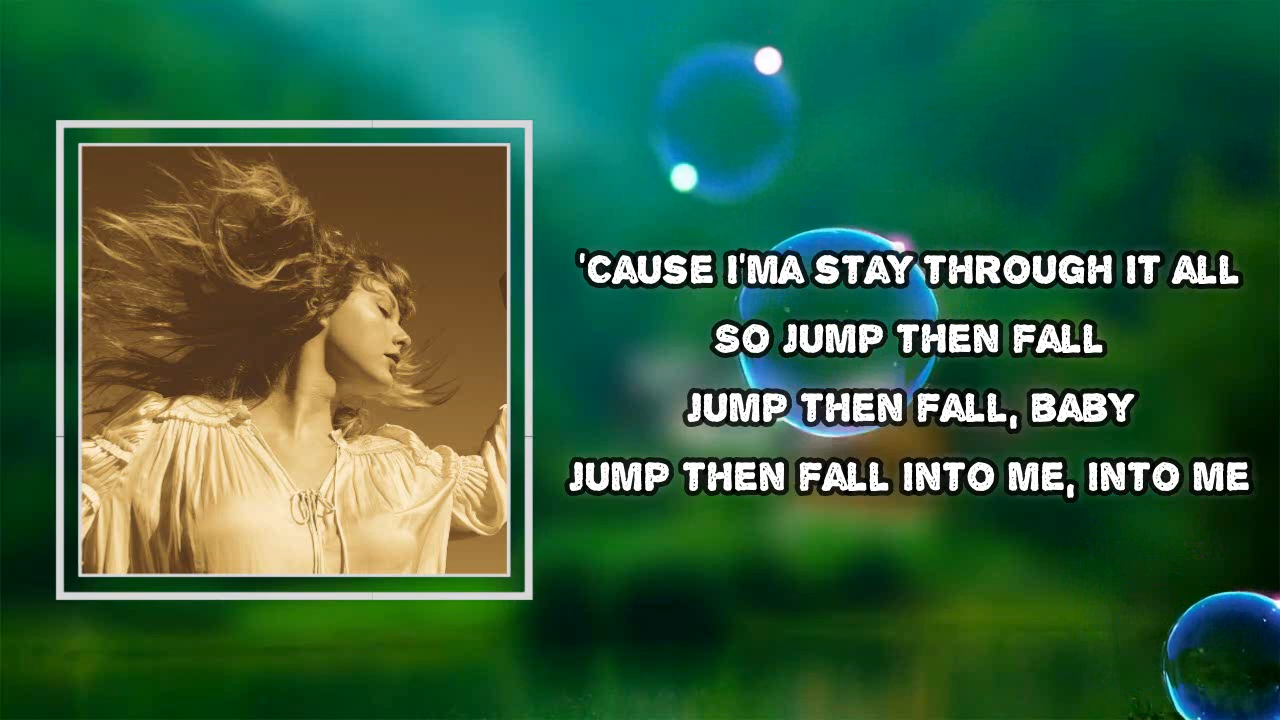 'CAUSE I'MA STAY THROUGH IT ALL
SO JUMP THEN FALL
JUMP THEN FALL, BABY
JUMP THEN FALL INTO ME, INTO ME